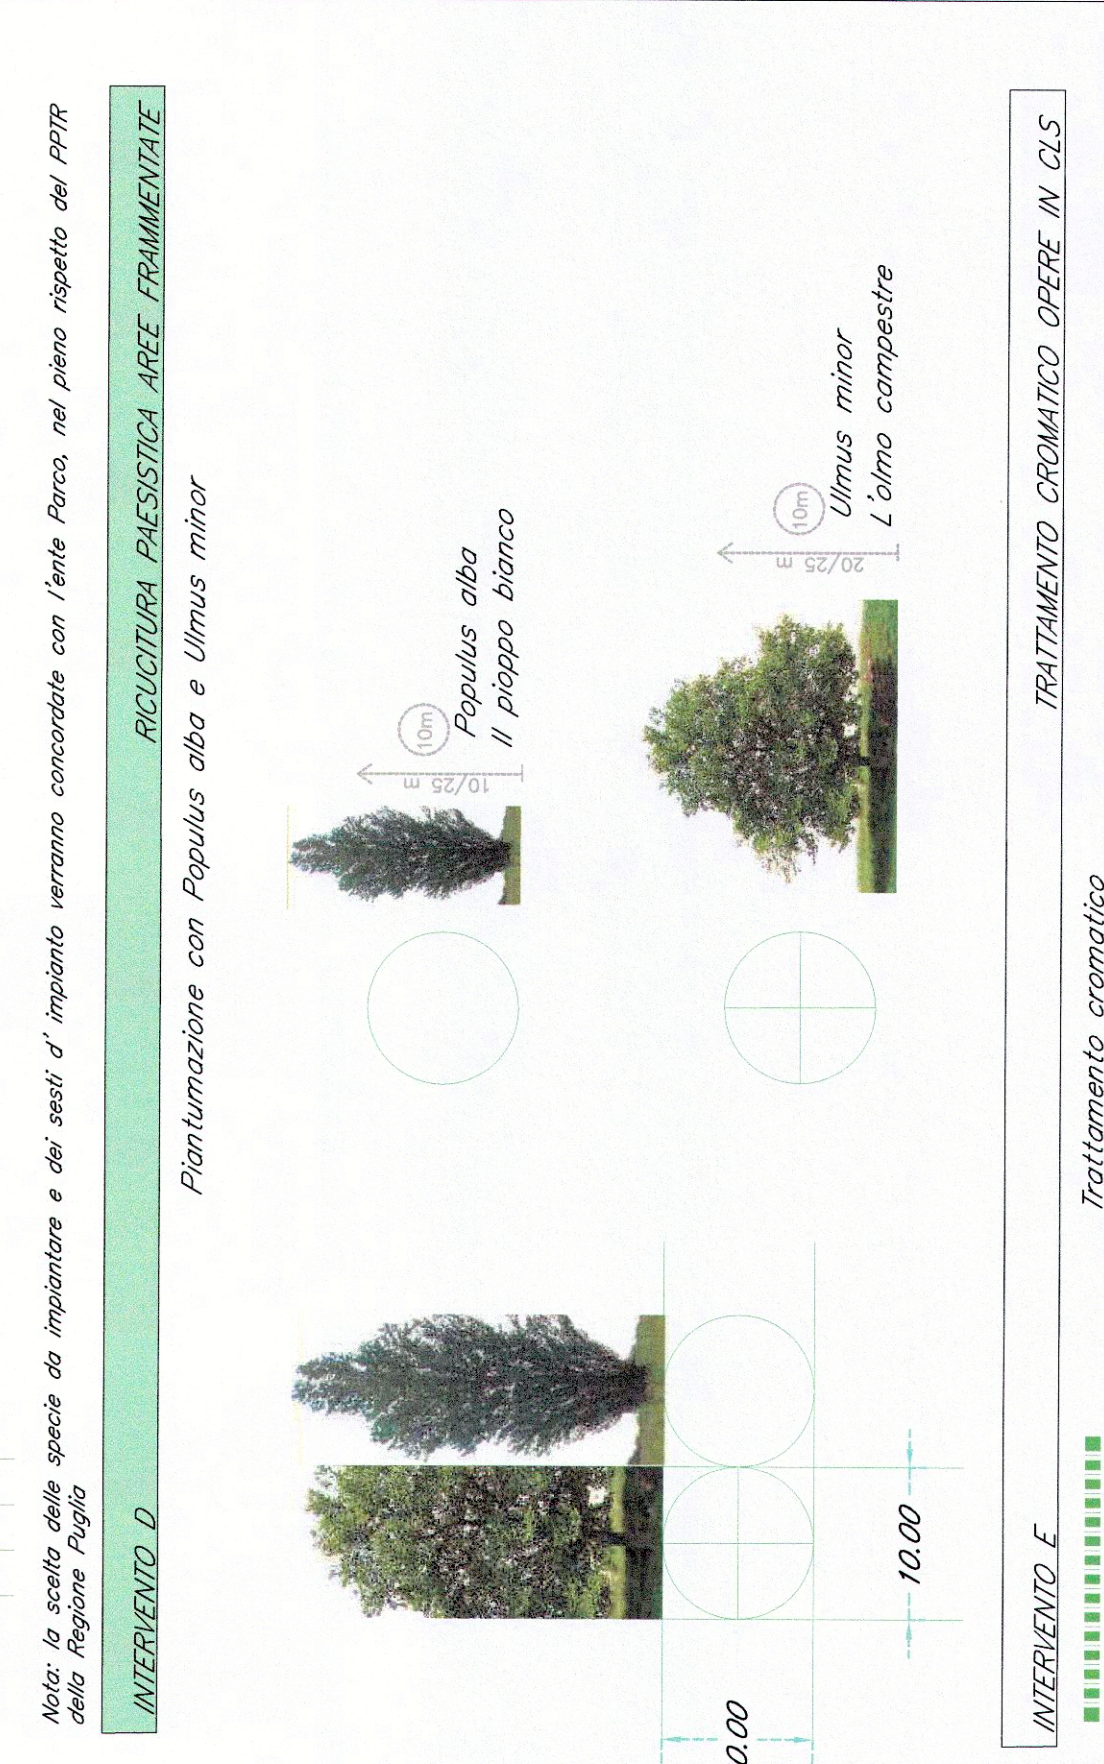 Nota: la scelta delle specie da impiantare e dei sesti d' impianto verranno concordate con l'ente Parco, nel pieno rispetto del PPTR
della Regione Puglia
INTERVENTO D
RICUCITURA PAESISTICA AREE FRAMMENTATE
Piantumazione con Populus alba e Ulmus minor
10/25 m
10m
Populus alba
Il pioppo bianco
20/25 m
10m
Ulmus minor
L'olmo campestre
10.00
0.00
INTERVENTO E
TRATTAMENTO CROMATICO OPERE IN CLS
Trattamento cromatico